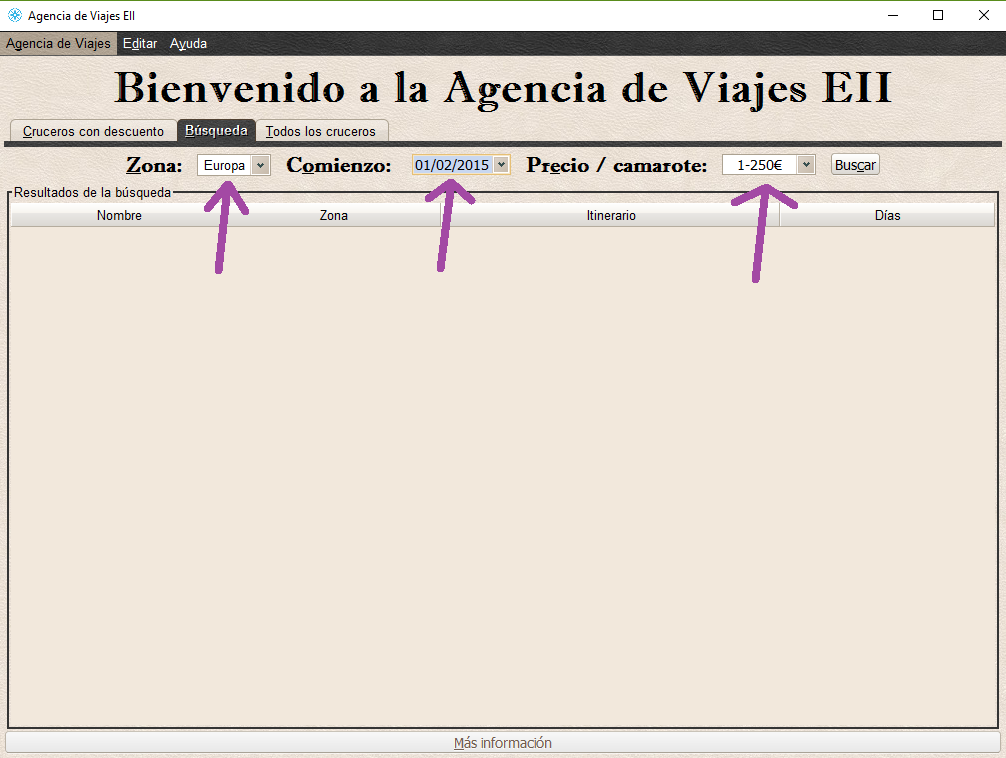 Agencia de Viajes EII
Agencia de Viajes Editar Ayuda
Bienvenido a la Agencia de Viajes EII
Cruceros con descuento Búsqueda Todos los cruceros
Zona: Europa Comienzo: 01/02/2015 Precio / camarote: 1-250€ Buscar
Resultados de la búsqueda
Nombre Zona Itinerario Días
Más información